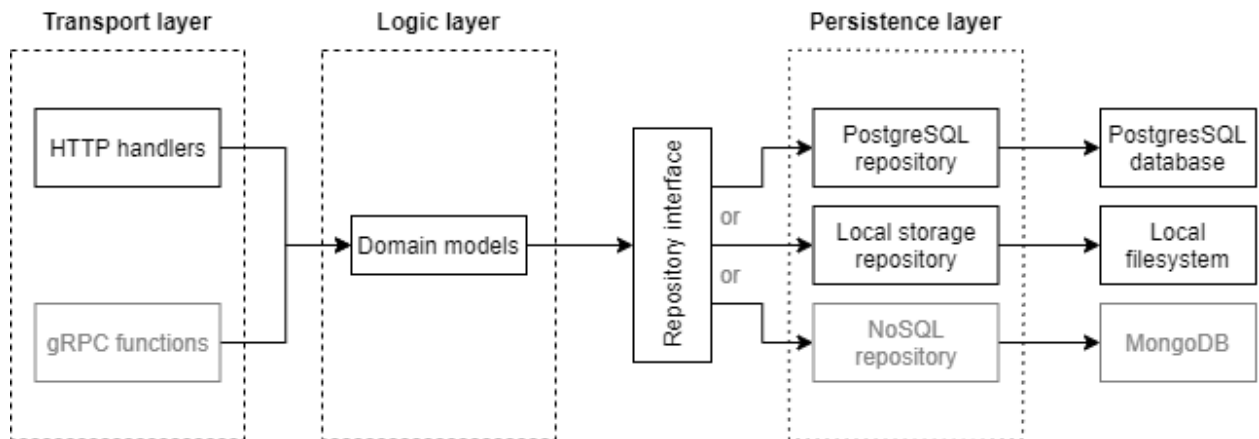 Transport layer
Logic layer
Persistence layer
HTTP handlers
gRPC functions
Domain models
Repository interface
or
or
PostgreSQL
repository
Local storage
repository
NoSQL
repository
PostgresSQL
database
Local
filesystem
MongoDB